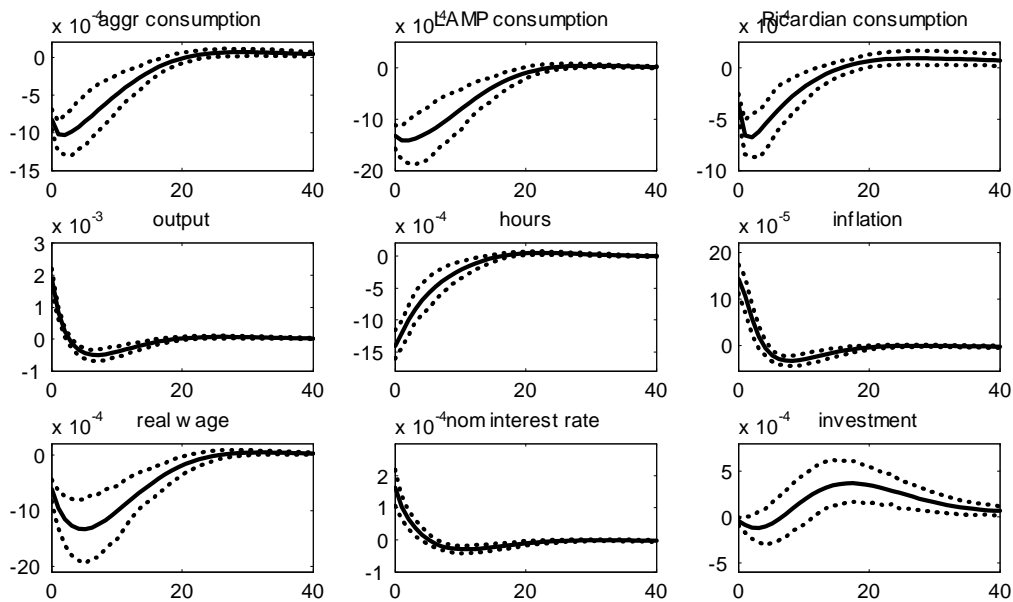 x 10^-4 aggr consumption
x 10^-4 LAMP consumption
x 10^-4 Ricardian consumption
0
-5
-10
-15
0 20 40
0
-10
-20
0 20 40
5
0
-5
-10
0 20 40
x 10^-3 output
x 10^-4 hours
x 10^-5 inflation
3
2
1
0
-1
0 20 40
0
-5
-10
-15
0 20 40
20
10
0
0 20 40
x 10^-4 real wage
x 10^-4 nom interest rate
x 10^-4 investment
0
-10
-20
0 20 40
2
0
-1
0 20 40
5
0
-5
0 20 40